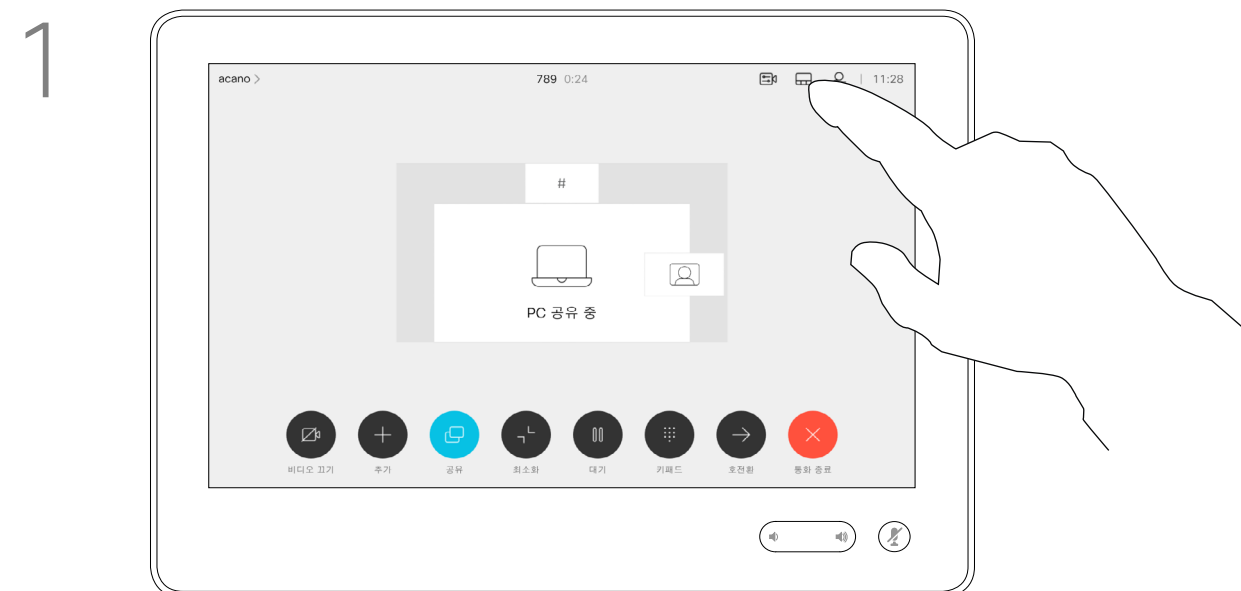 1
acano >
789 0:24
11:28
#
PC 공유 중
비디오 끄기
추가
공유
최소화
대기
키패드
호전환
통화 종료